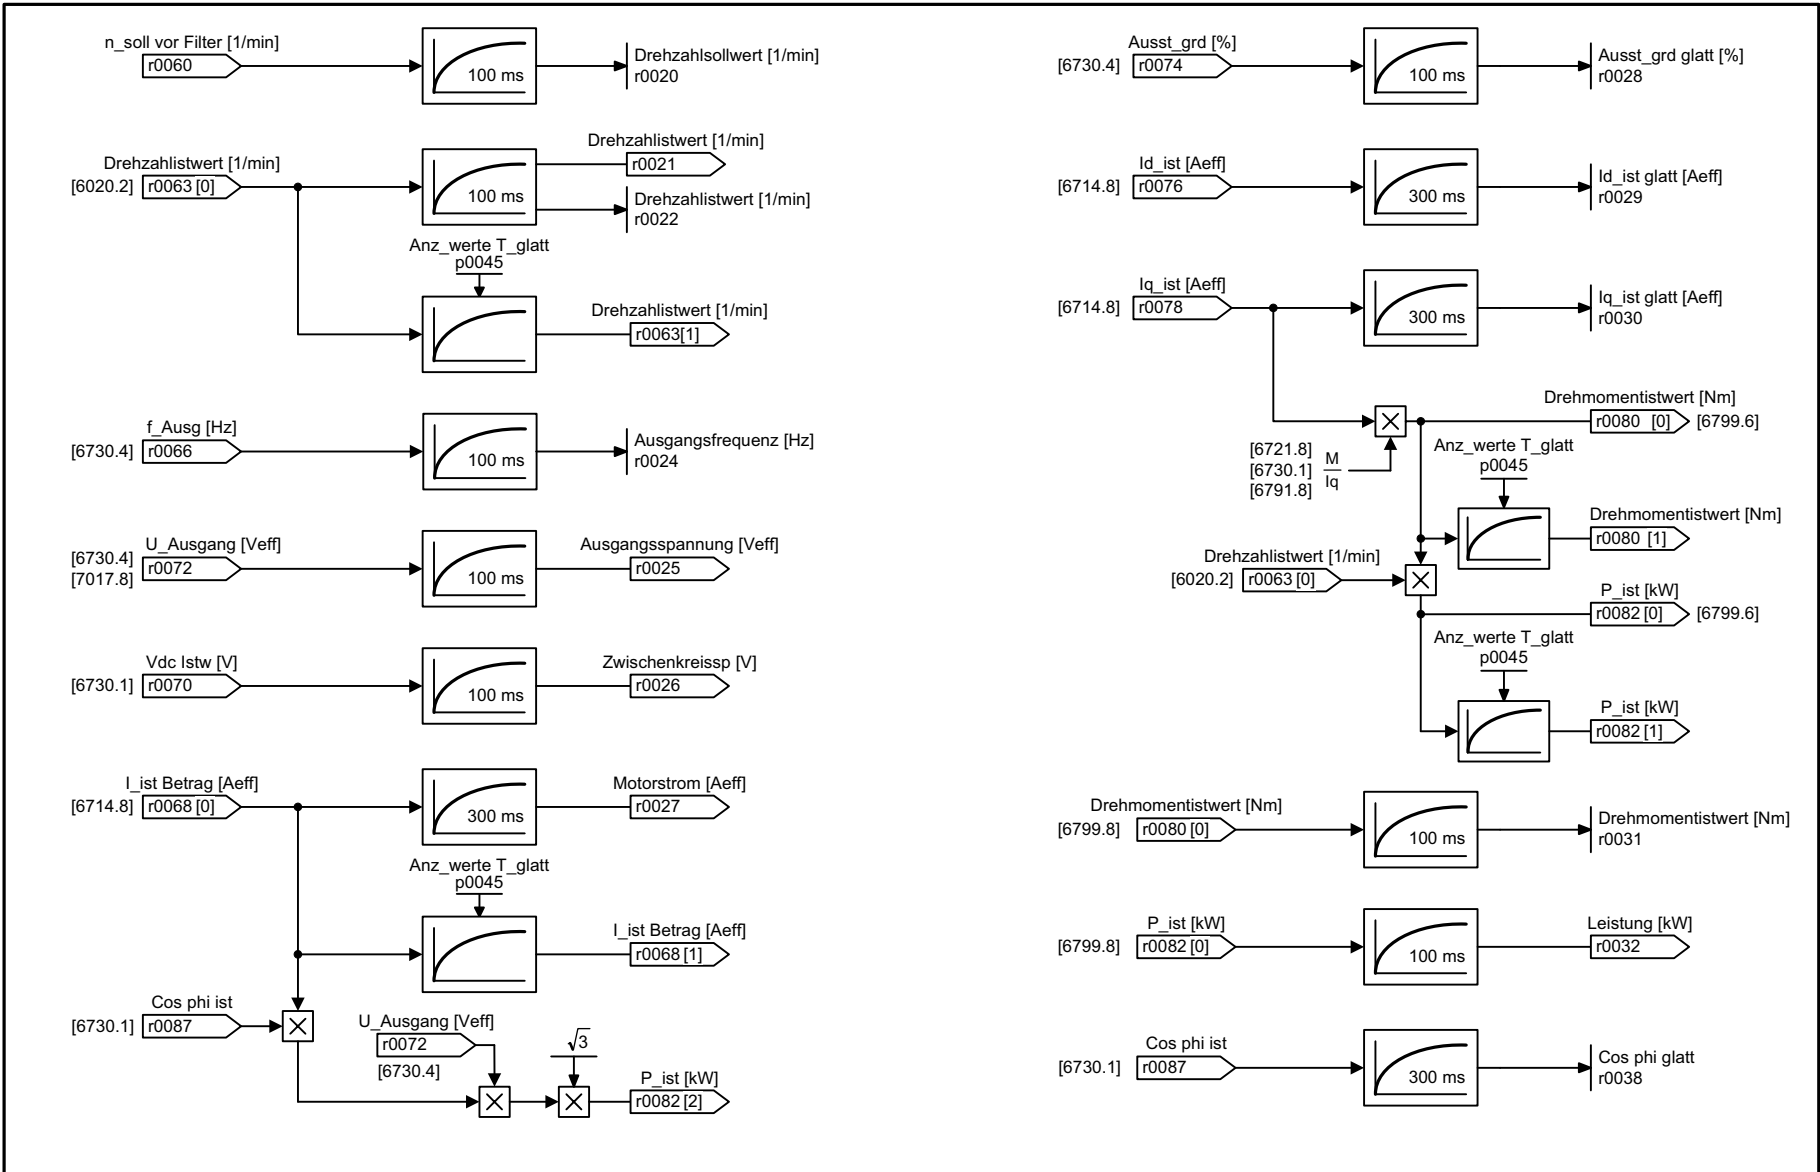 n_soll vor Filter [1/min]
r0060
100 ms
Drehzahlsollwert [1/min]
r0020
Drehzahlistwert [1/min]
[6020.2]
r0063 [0]
100 ms
Drehzahlistwert [1/min]
r0021
Drehzahlistwert [1/min]
r0022
Anz_werte T_glatt
p0045
Drehzahlistwert [1/min]
r0063[1]
f_Ausg [Hz]
[6730.4]
r0066
100 ms
Ausgangsfrequenz [Hz]
r0024
U_Ausgang [Veff]
[6730.4]
[7017.8]
r0072
100 ms
Ausgangsspannung [Veff]
r0025
Vdc Istw [V]
[6730.1]
r0070
100 ms
Zwischenkreissp [V]
r0026
I_ist Betrag [Aeff]
[6714.8]
r0068 [0]
300 ms
Motorstrom [Aeff]
r0027
Anz_werte T_glatt
p0045
I_ist Betrag [Aeff]
r0068 [1]
Cos phi ist
[6730.1]
r0087
U_Ausgang [Veff]
r0072
[6730.4]
√3
P_ist [kW]
r0082 [2]
Ausst_grd [%]
[6730.4]
r0074
100 ms
Ausst_grd glatt [%]
r0028
Id_ist [Aeff]
[6714.8]
r0076
300 ms
Id_ist glatt [Aeff]
r0029
Iq_ist [Aeff]
[6714.8]
r0078
300 ms
Iq_ist glatt [Aeff]
r0030
Drehmomentistwert [Nm]
r0080 [0]
[6799.6]
[6721.8]
[6730.1]
[6791.8]
M
Iq
Anz_werte T_glatt
p0045
Drehmomentistwert [Nm]
r0080 [1]
Drehzahlistwert [1/min]
[6020.2]
r0063 [0]
P_ist [kW]
r0082 [0]
[6799.6]
Anz_werte T_glatt
p0045
P_ist [kW]
r0082 [1]
Drehmomentistwert [Nm]
[6799.8]
r0080 [0]
100 ms
Drehmomentistwert [Nm]
r0031
P_ist [kW]
[6799.8]
r0082 [0]
100 ms
Leistung [kW]
r0032
Cos phi ist
[6730.1]
r0087
300 ms
Cos phi glatt
r0038